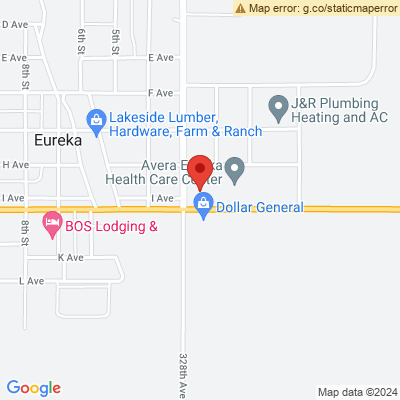 Map error: g.co/staticmaperror
D Ave
6th St
5th St
E Ave
E Ave
8th St
F Ave
J&R Plumbing
Heating and AC
Lakeside Lumber,
Hardware, Farm & Ranch
Eureka
H Ave
Avera E
ka
Health Care Center
I Ave
I Ave
Dollar General
8th St
BOS Lodging &
K Ave
L Ave
328th Ave
Google
Map data ©2024